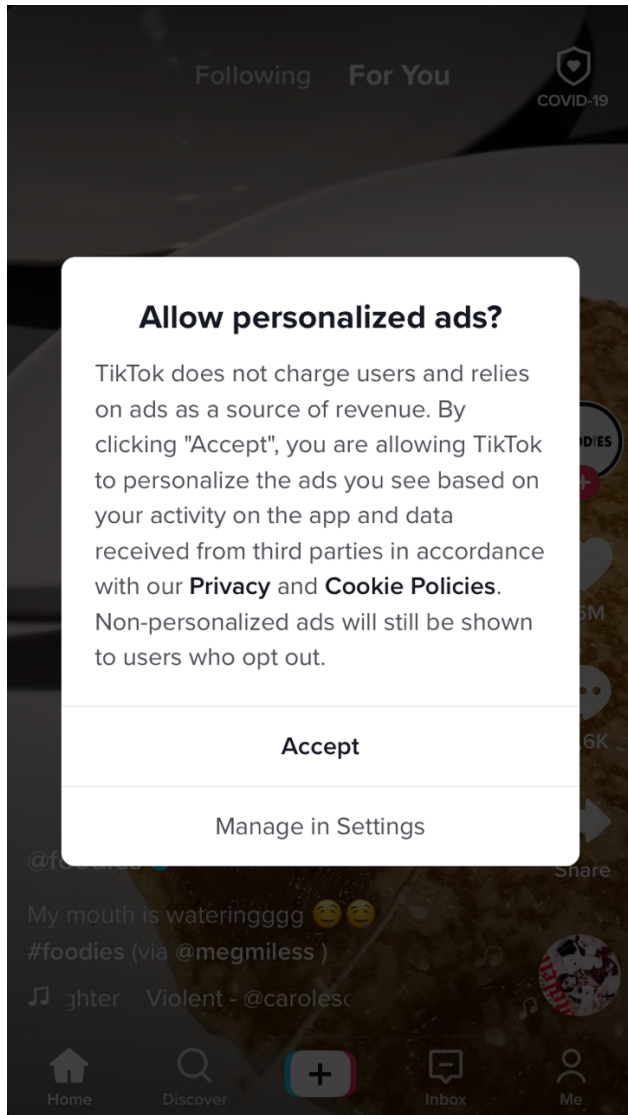 Following
For You
COVID-19
Allow personalized ads?
TikTok does not charge users and relies
on ads as a source of revenue. By
clicking "Accept", you are allowing TikTok
to personalize the ads you see based on
your activity on the app and data
received from third parties in accordance
with our Privacy and Cookie Policies.
Non-personalized ads will still be shown
to users who opt out.
Accept
Manage in Settings
Share
My mouth is wateringggg 🤤🤤
#foodies (via @megmiless )
ghter Violent - @carolesc
Home
Discover
Inbox
Me